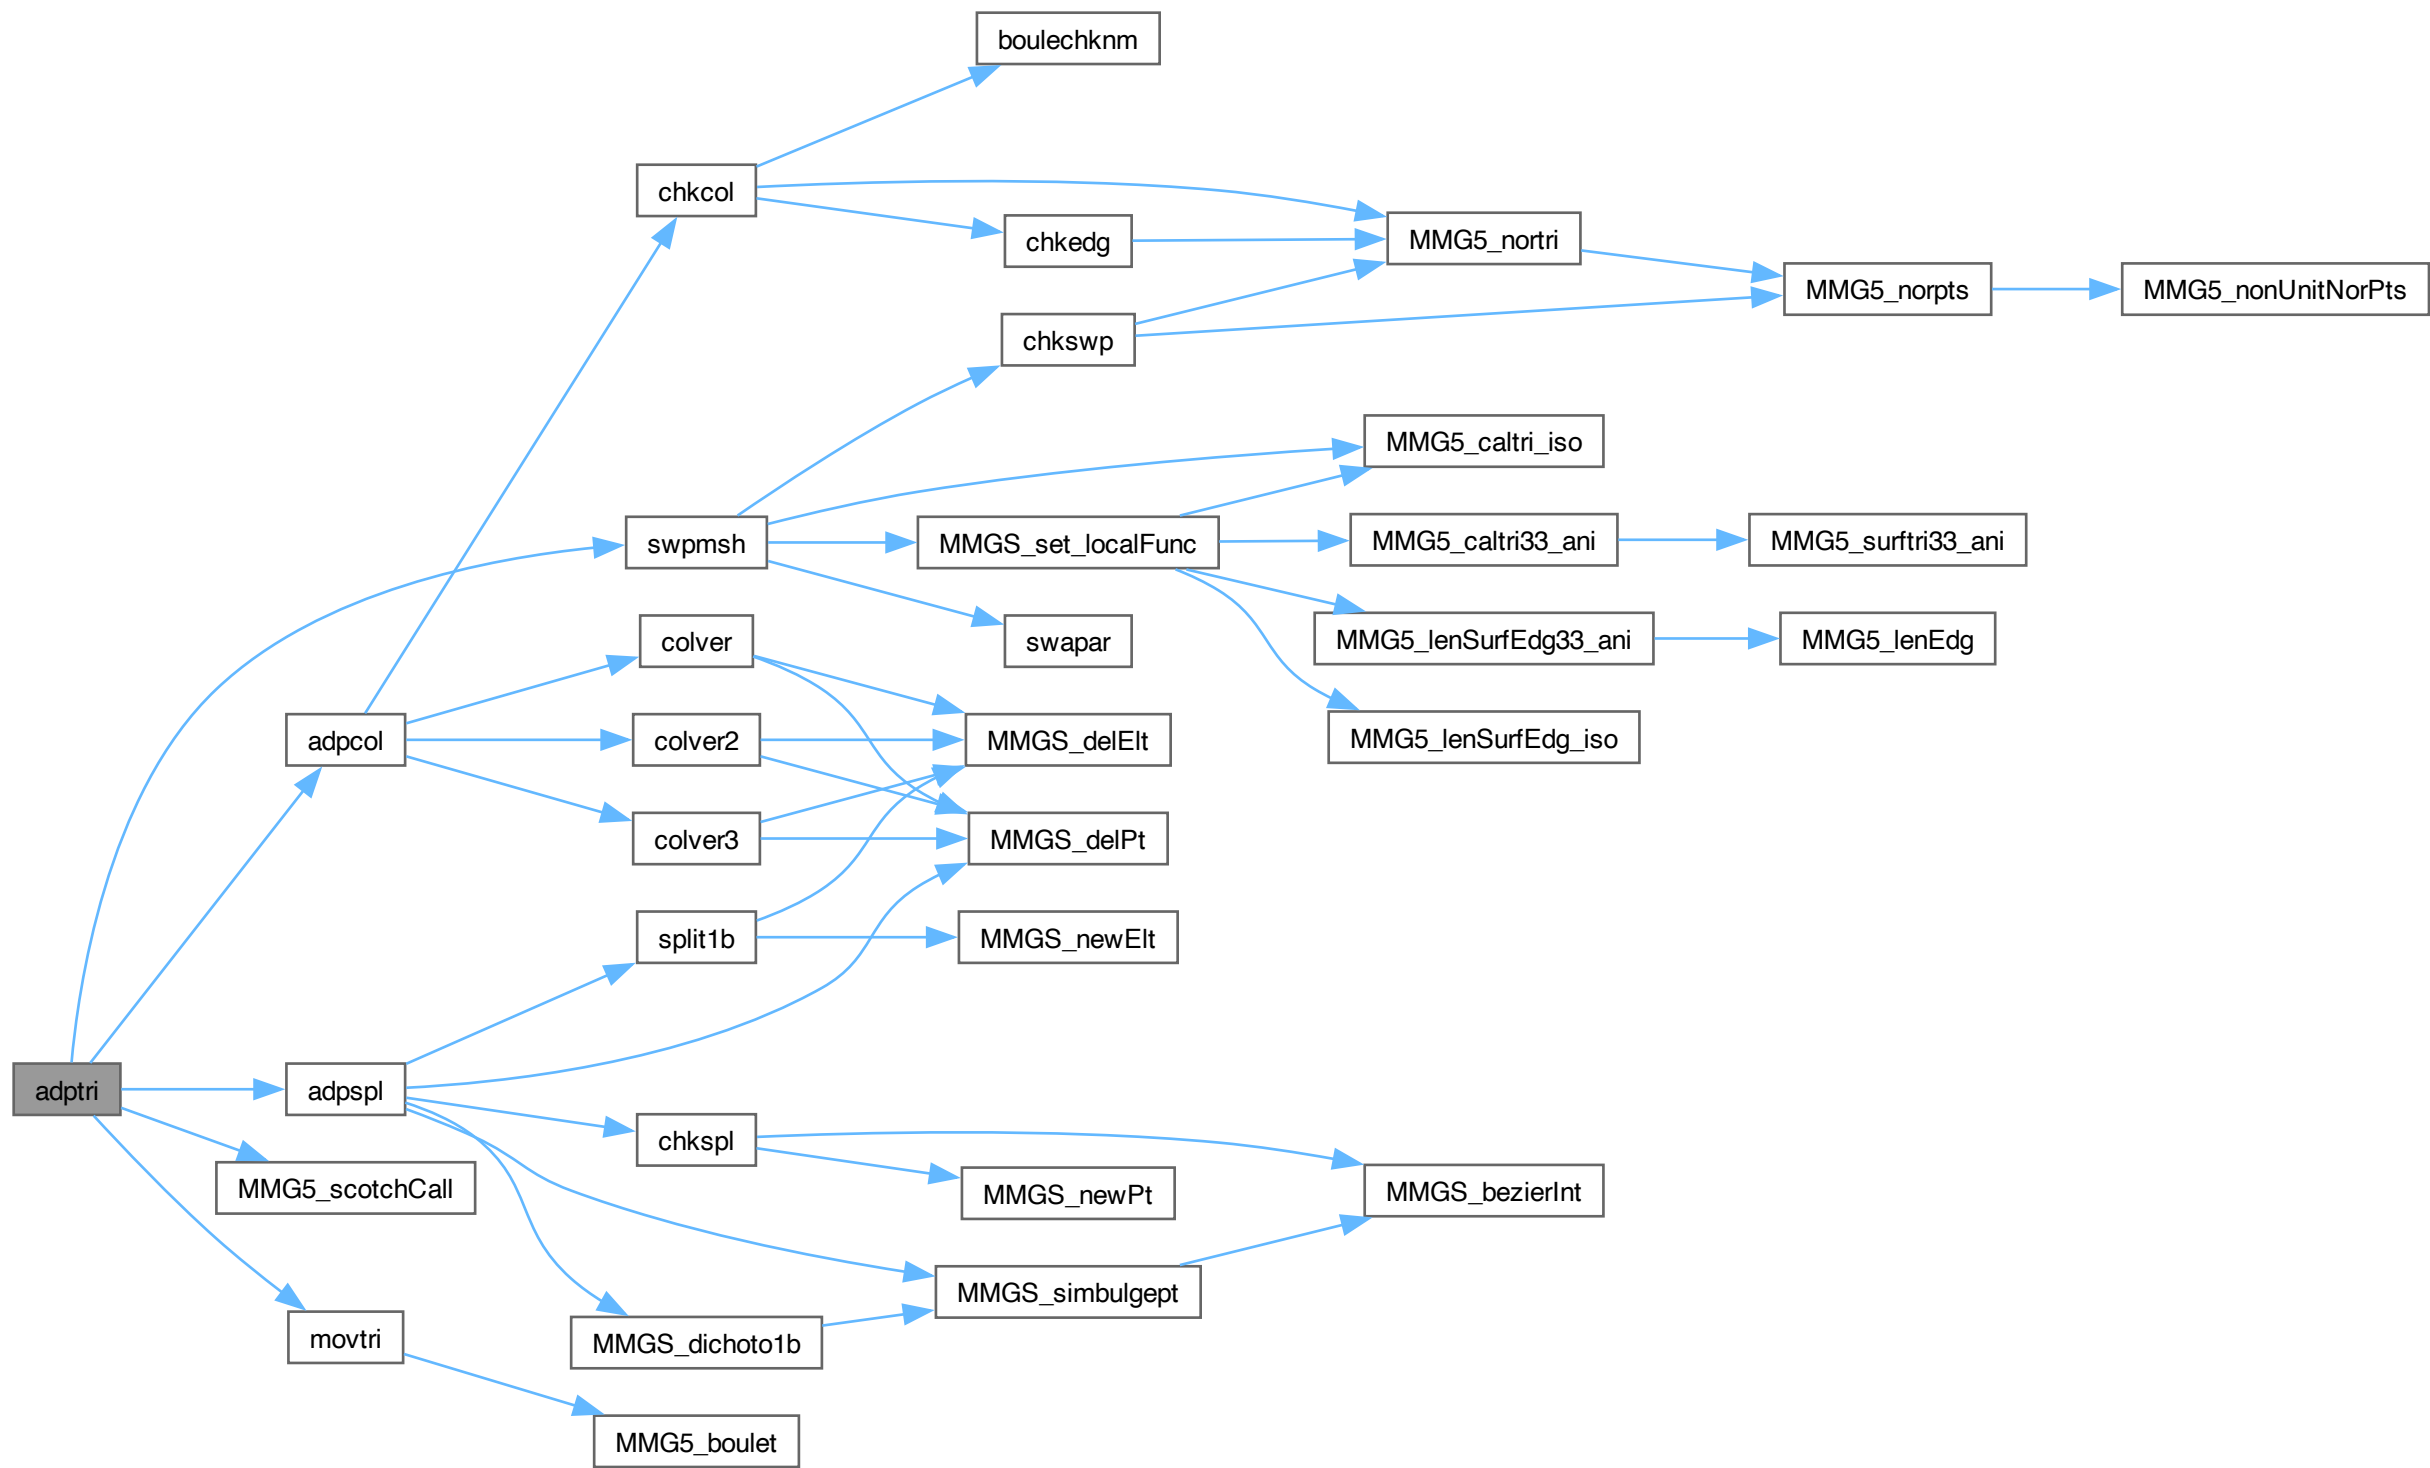 boulechknm
chkcol
chkedg
MMG5_nortri
MMG5_norpts
MMG5_nonUnitNorPts
chkswp
MMG5_caltri_iso
swpmsh
MMGS_set_localFunc
MMG5_caltri33_ani
MMG5_surftri33_ani
colver
swapar
MMG5_lenSurfEdg33_ani
MMG5_lenEdg
adpcol
colver2
MMGS_delElt
MMG5_lenSurfEdg_iso
colver3
MMGS_delPt
split1b
MMGS_newElt
adptri
adpspl
chkspl
MMG5_scotchCall
MMGS_newPt
MMGS_bezierInt
MMGS_simbulgept
movtri
MMGS_dichoto1b
MMG5_boulet